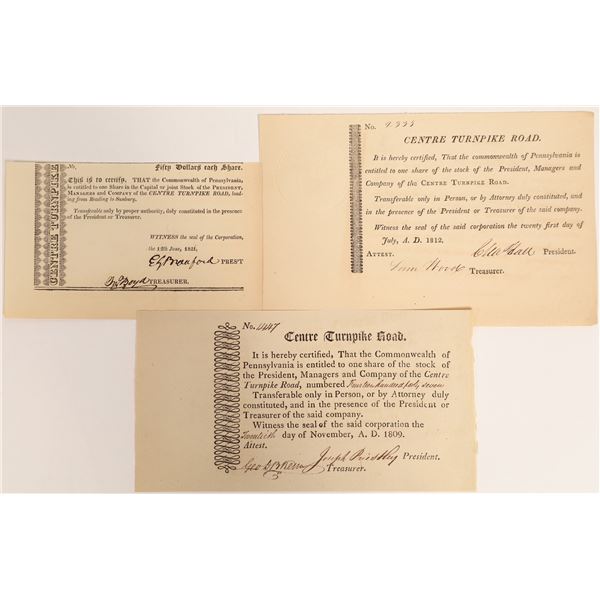 CENTRE TURNPIKE
No. Fifty Dollars each Share.
This is to certify, THAT the Commonwealth of Pennsylvania,
is entitled to one Share in the Capital or joint Stock of the PRESIDENT,
MANAGERS and COMPANY of the CENTRE TURNPIKE ROAD, lead-
ing from Reading to Sunbury.
Transferable only by proper authority, duly constituted in the presence
of the President or Treasurer.
WITNESS the seal of the Corporation,
the 12th June, 1821,
PRES'T
Boyd TREASURER.
No.
CENTRE TURNPIKE ROAD.
It is hereby certified, That the commonwealth of Pennsylvania is
entitled to one share of the stock of the President, Managers and
Company of the CENTRE TURNPIKE ROAD.
Transferable only in Person, or by Attorney duly constituted, and
in the presence of the President or Treasurer of the said company.
Witness the seal of the said corporation the twenty first day of
July, A. D. 1812.
ATTEST. President.
Wood Treasurer.
No. 1447
Centre Turnpike Road.
It is hereby certified, That the Commonwealth of
Pennsylvania is entitled to one share of the stock of
the President, Managers and Company of the Centre
Turnpike Road, numbered Fourteen hundred forty seven
Transferable only in Person, or by Attorney duly
constituted, and in the presence of the President or
Treasurer of the said company.
Witness the seal of the said corporation the
Twentieth day of November, A. D. 1809.
Attest.
Joseph Priestley President.
Geo Treasurer.